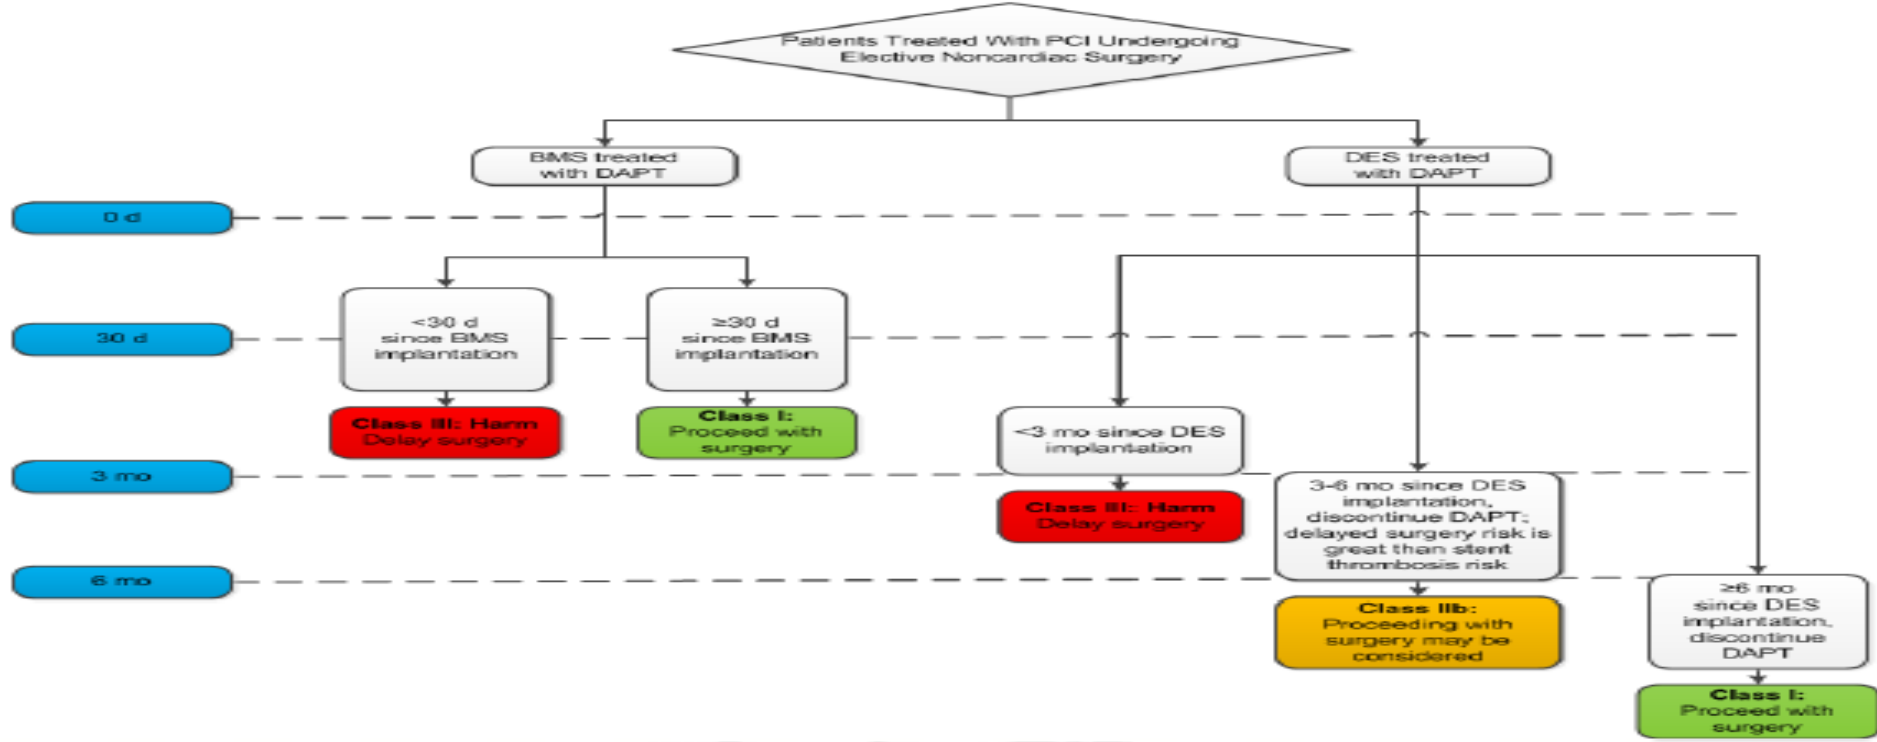 Patients Treated With PCI Undergoing
Elective Noncardiac Surgery
BMS treated
with DAPT
DES treated
with DAPT
0 d
30 d
<30 d
since BMS
implantation
≥30 d
since BMS
implantation
Class III: Harm
Delay surgery
Class I:
Proceed with
surgery
<3 mo since DES
implantation
3 mo
Class III: Harm
Delay surgery
3-6 mo since DES
implantation,
discontinue DAPT;
delayed surgery risk is
great than stent
thrombosis risk
6 mo
Class IIb:
Proceeding with
surgery may be
considered
≥6 mo
since DES
implantation,
discontinue
DAPT
Class I:
Proceed with
surgery